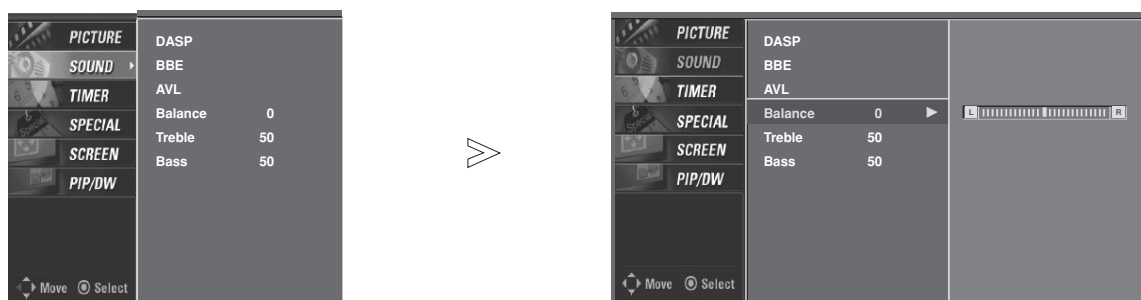 PICTURE
SOUND
TIMER
SPECIAL
SCREEN
PIP/DW
Move Select
DASP
BBE
AVL
Balance 0
Treble 50
Bass 50
PICTURE
SOUND
TIMER
SPECIAL
SCREEN
PIP/DW
Move Select
DASP
BBE
AVL
Balance 0
Treble 50
Bass 50
L R